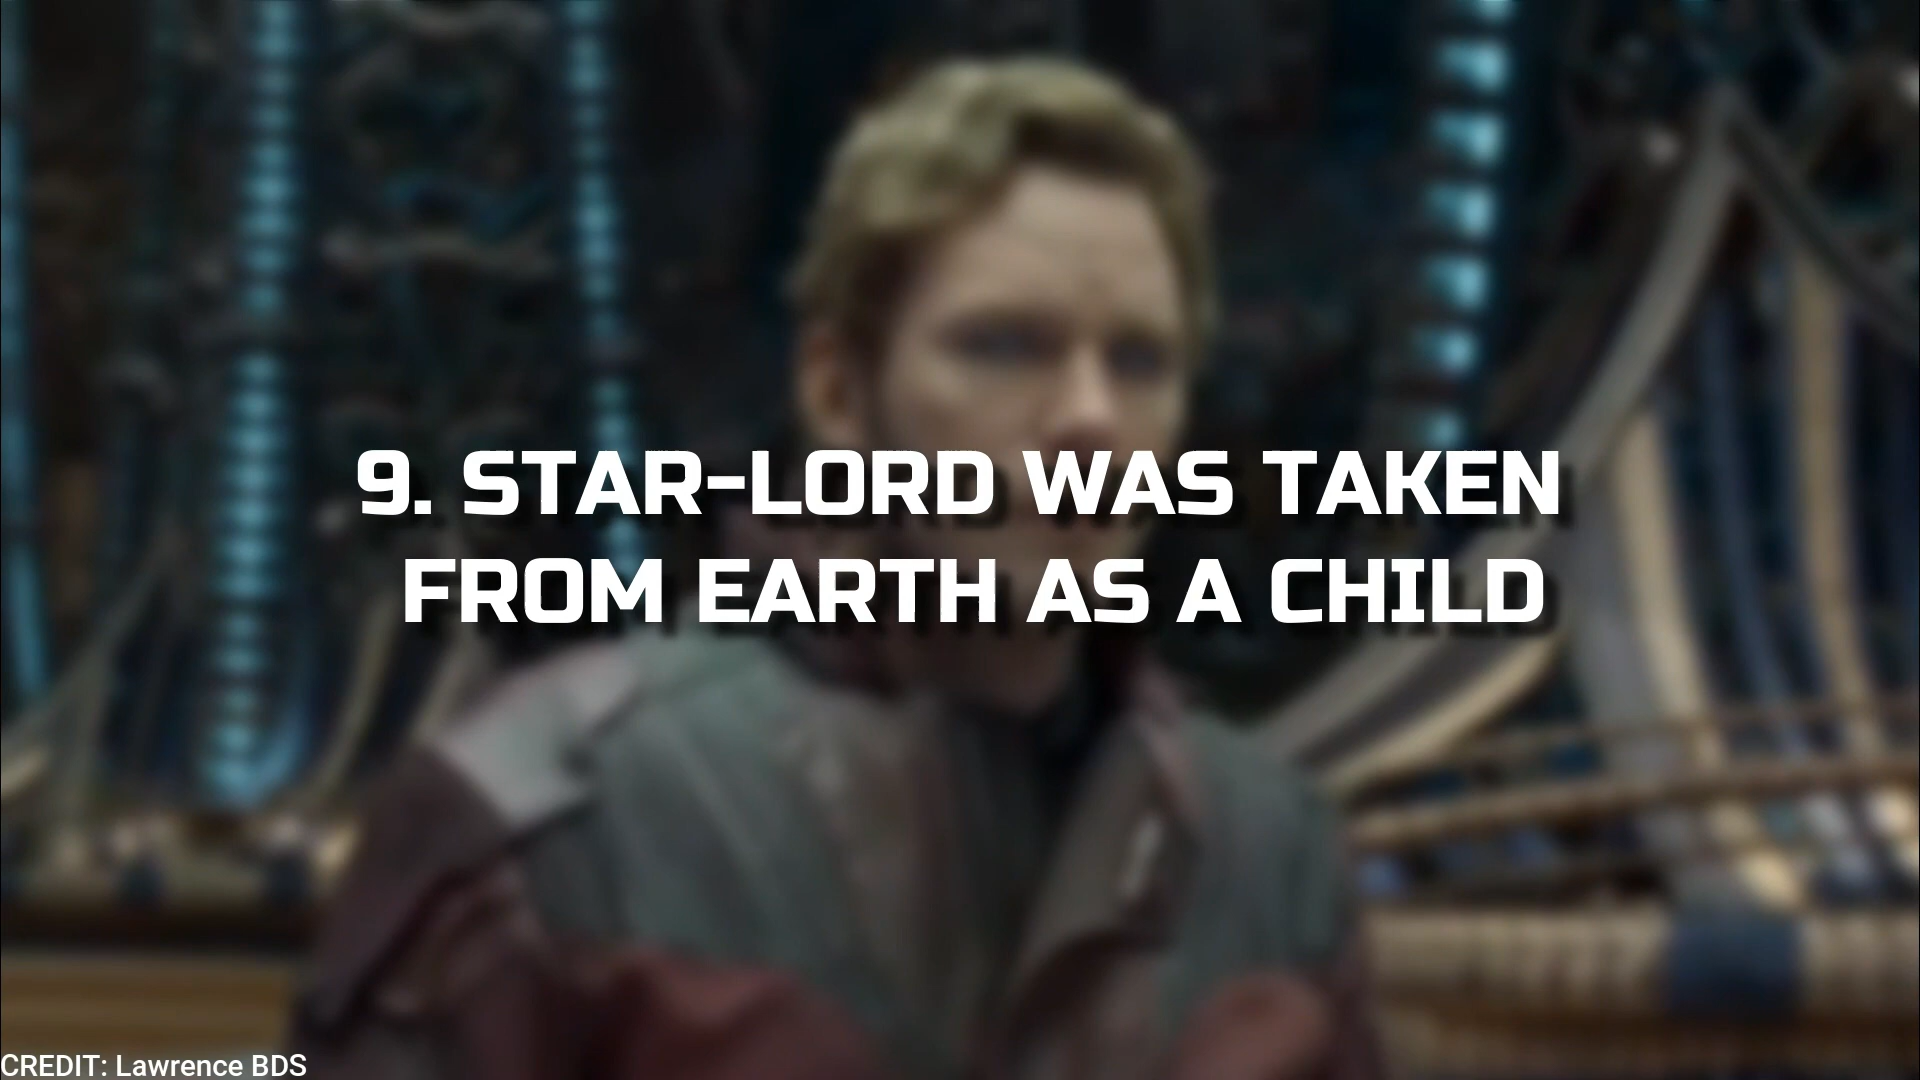 9. STAR-LORD WAS TAKEN
FROM EARTH AS A CHILD
CREDIT: Lawrence BDS